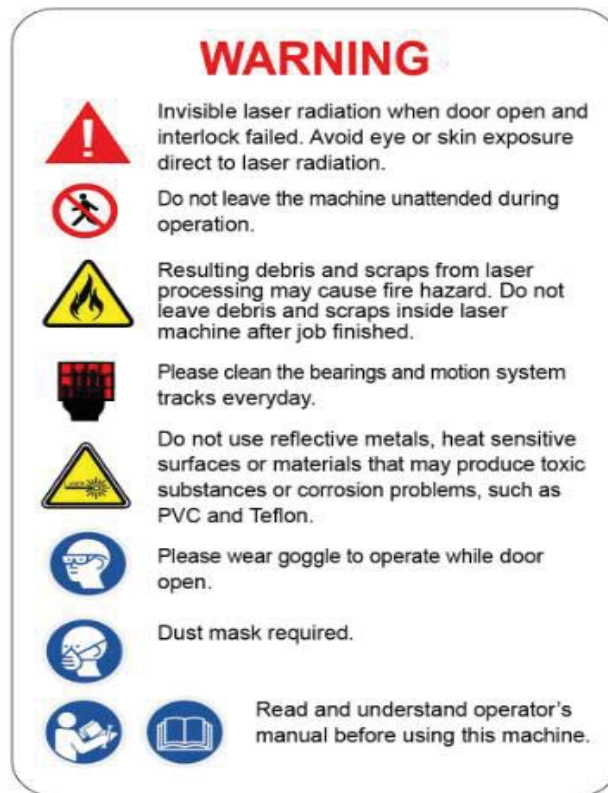 WARNING
Invisible laser radiation when door open and
interlock failed. Avoid eye or skin exposure
direct to laser radiation.
Do not leave the machine unattended during
operation.
Resulting debris and scraps from laser
processing may cause fire hazard. Do not
leave debris and scraps inside laser
machine after job finished.
Please clean the bearings and motion system
tracks everyday.
Do not use reflective metals, heat sensitive
surfaces or materials that may produce toxic
substances or corrosion problems, such as
PVC and Teflon.
Please wear goggle to operate while door
open.
Dust mask required.
Read and understand operator’s
manual before using this machine.